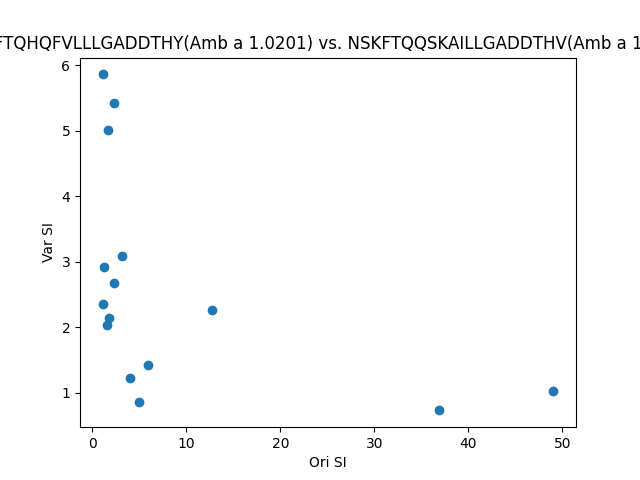 FTQHQFVLLLGADDTHY(Amb a 1.0201) vs. NSKFTQQSKAILLGADDTHV(Amb a 1
6
5
4
3
2
1
Var SI
0 10 20 30 40 50
Ori SI